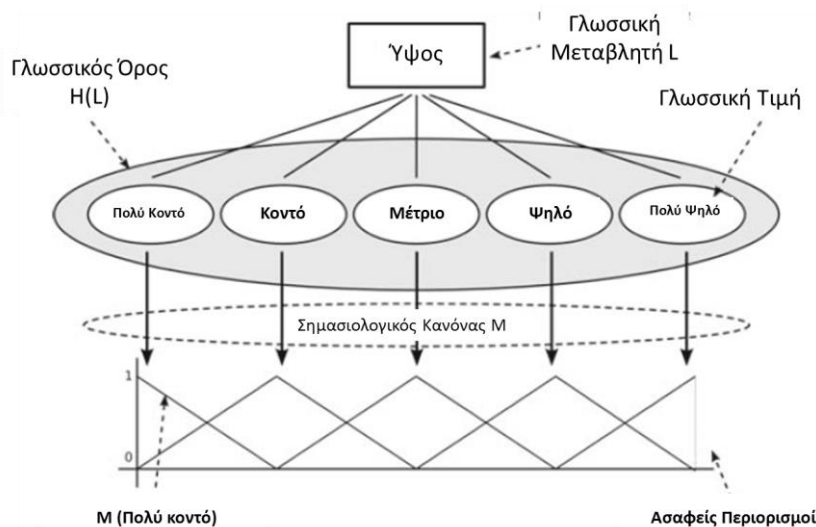 Ύψος
Γλωσσική
Μεταβλητή L
Γλωσσικός Όρος
H(L)
Γλωσσική Τιμή
Πολύ Κοντό
Κοντό
Μέτριο
Ψηλό
Πολύ Ψηλό
Σημασιολογικός Κανόνας Μ
1
0
Μ (Πολύ κοντό)
Ασαφείς Περιορισμοί